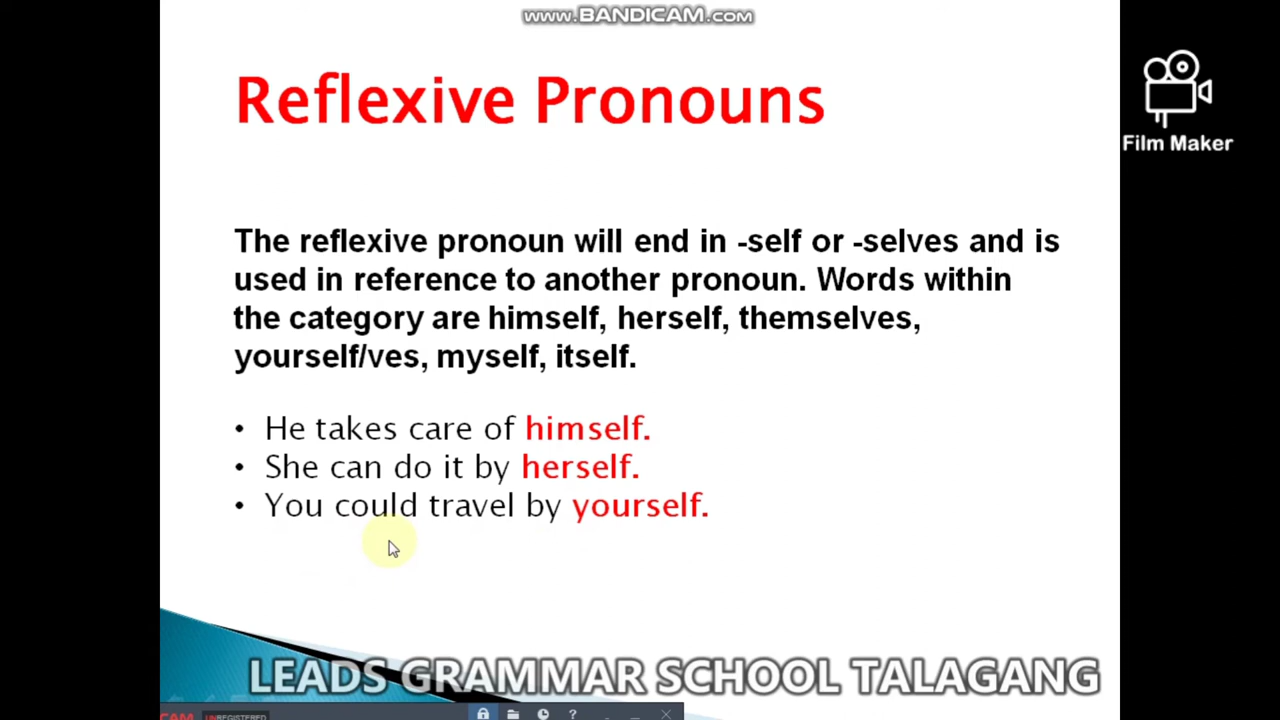 www.BANDICAM.com
Reflexive Pronouns
Film Maker
The reflexive pronoun will end in -self or -selves and is
used in reference to another pronoun. Words within
the category are himself, herself, themselves,
yourself/ves, myself, itself.
• He takes care of himself.
• She can do it by herself.
• You could travel by yourself.
LEADS GRAMMAR SCHOOL TALAGANG
CAM UNREGISTERED